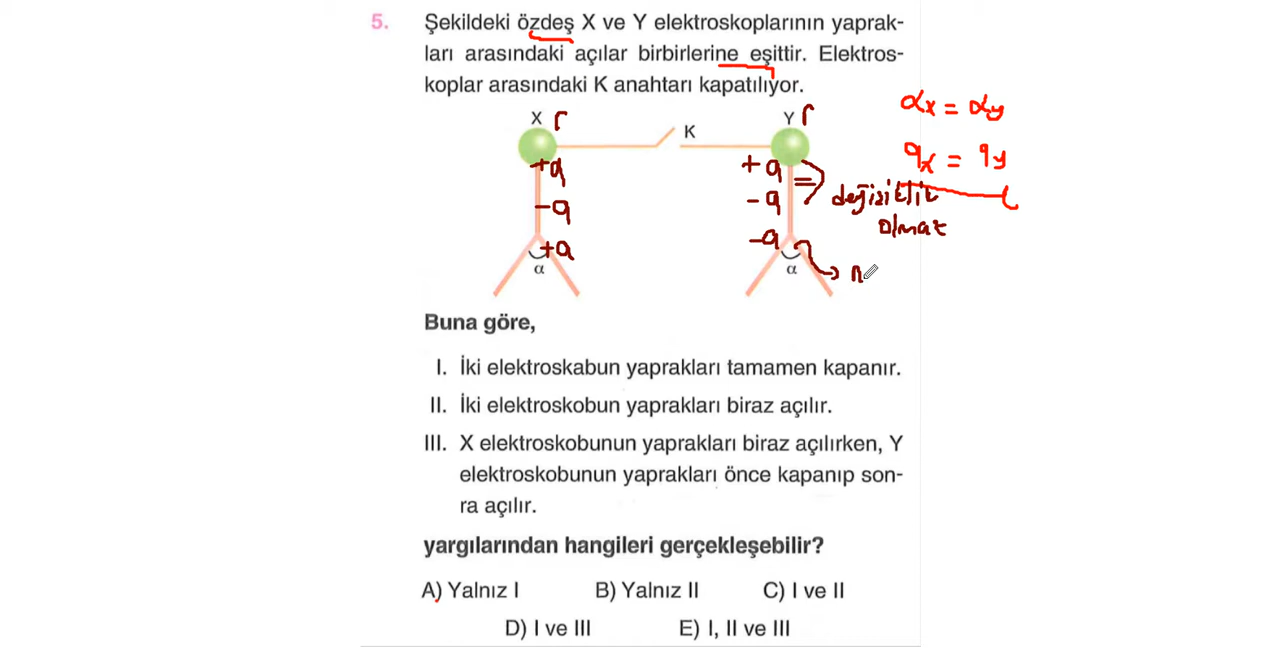 5. Şekildeki özdeş X ve Y elektroskoplarının yaprak-
ları arasındaki açılar birbirlerine eşittir. Elektros-
koplar arasındaki K anahtarı kapatılıyor.
X r
K
Y r
αx = αy
qx = qy
+q
-q
+q
α
+q
-q
-q
α
değişiklik
olmaz
n
Buna göre,
I. İki elektroskabun yaprakları tamamen kapanır.
II. İki elektroskobun yaprakları biraz açılır.
III. X elektroskobunun yaprakları biraz açılırken, Y
elektroskobunun yaprakları önce kapanıp son-
ra açılır.
yargılarından hangileri gerçekleşebilir?
A) Yalnız I B) Yalnız II C) I ve II
D) I ve III E) I, II ve III